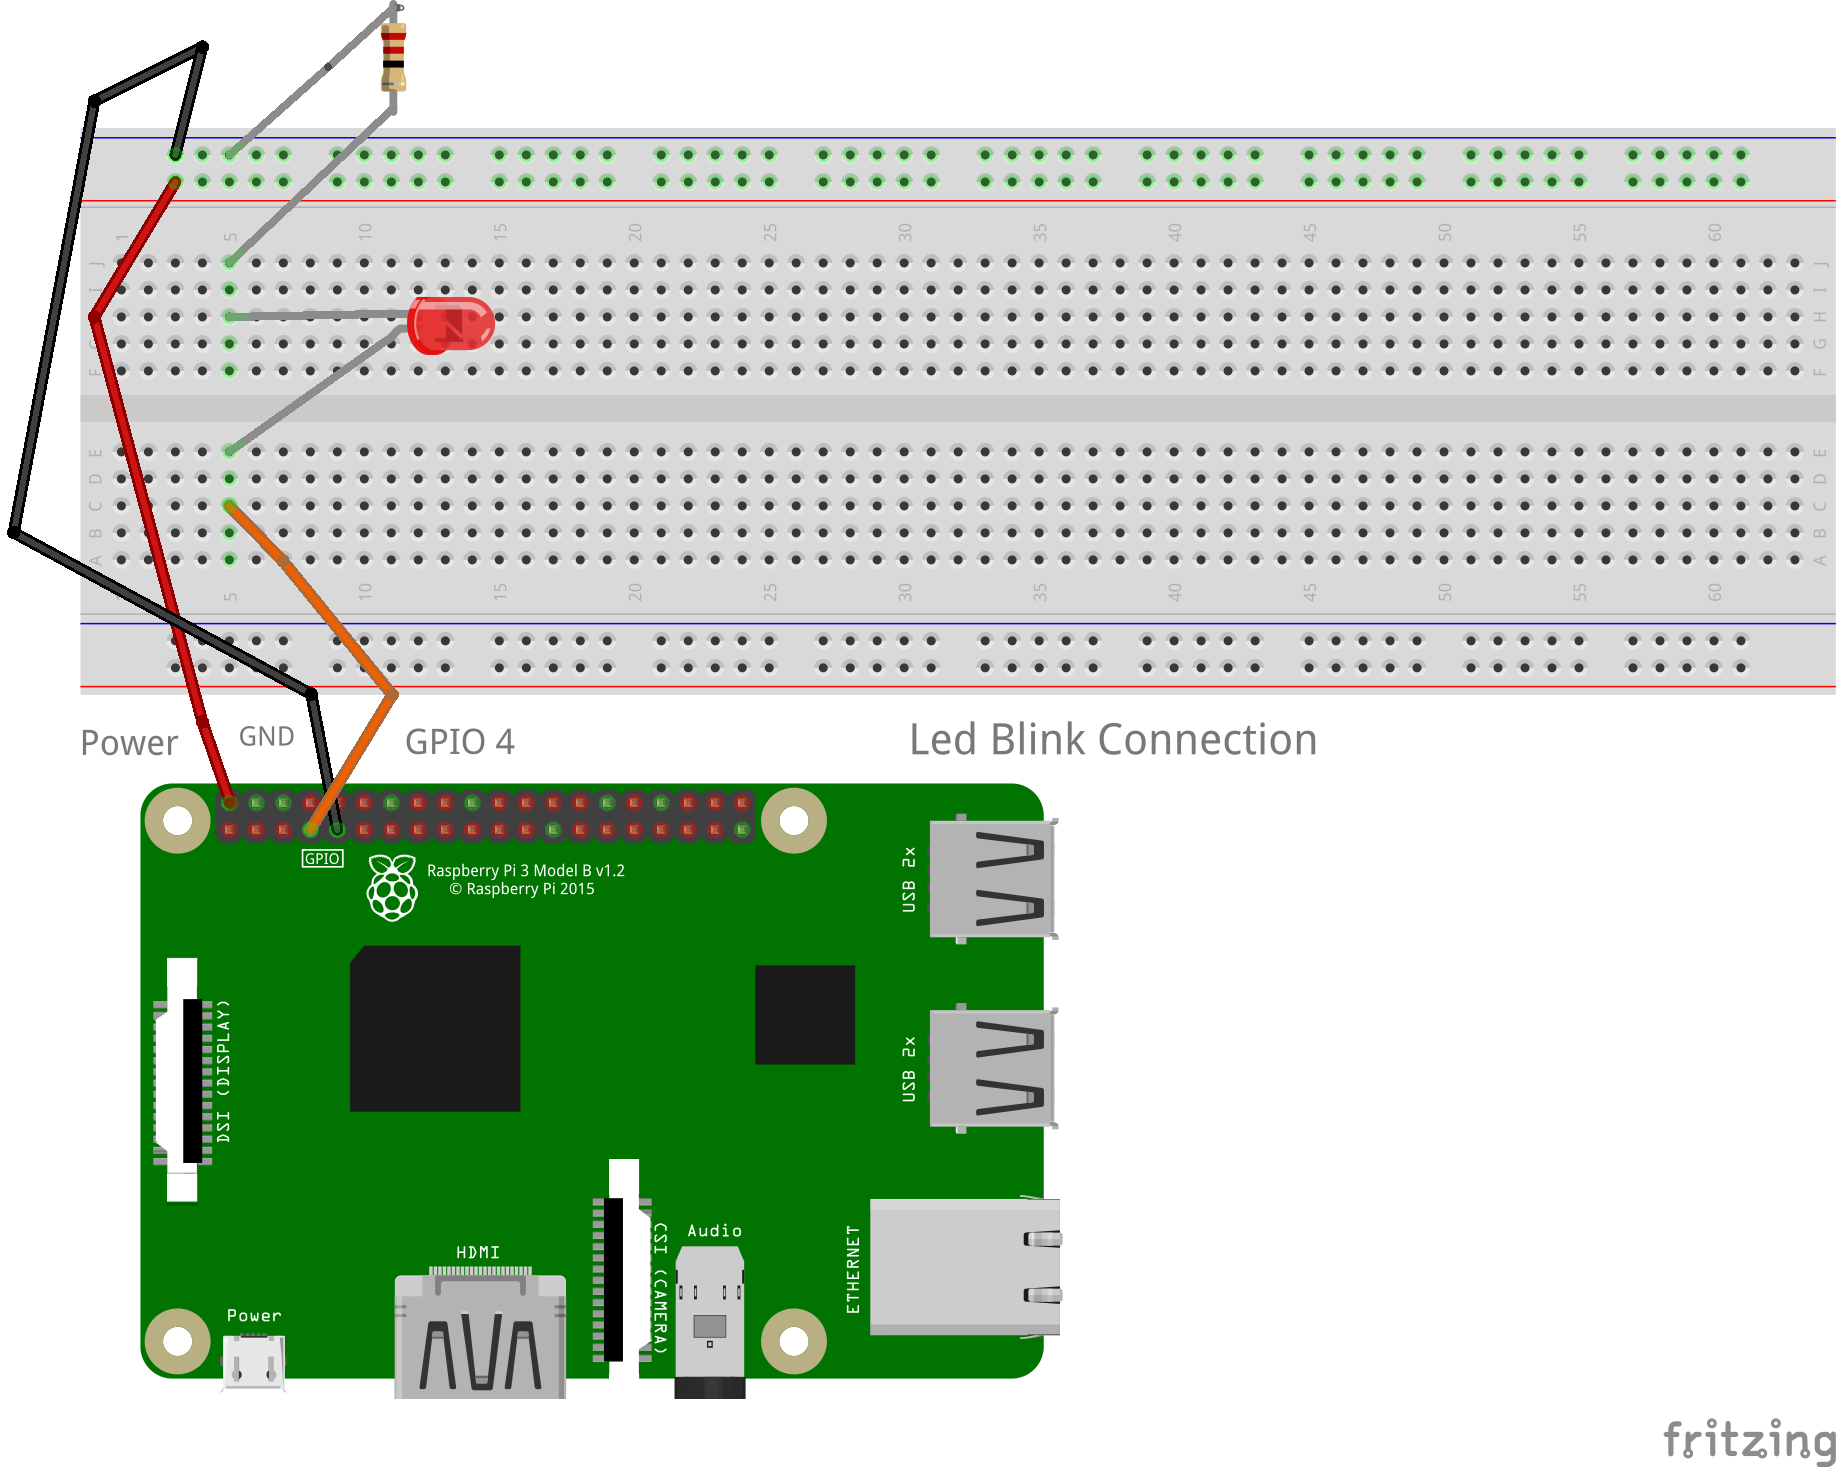 1 5 10 15 20 25 30 35 40 45 50 55 60
J J
I I
H
G G
F F
E E
D D
C C
B B
A A
5 10 15 20 25 30 35 40 45 50 55 60
Power GND GPIO 4 Led Blink Connection
GPIO
Raspberry Pi 3 Model B v1.2
© Raspberry Pi 2015
USB 2x
DSI (DISPLAY)
USB 2x
HDMI
CSI (CAMERA)
Audio
ETHERNET
Power
fritzing